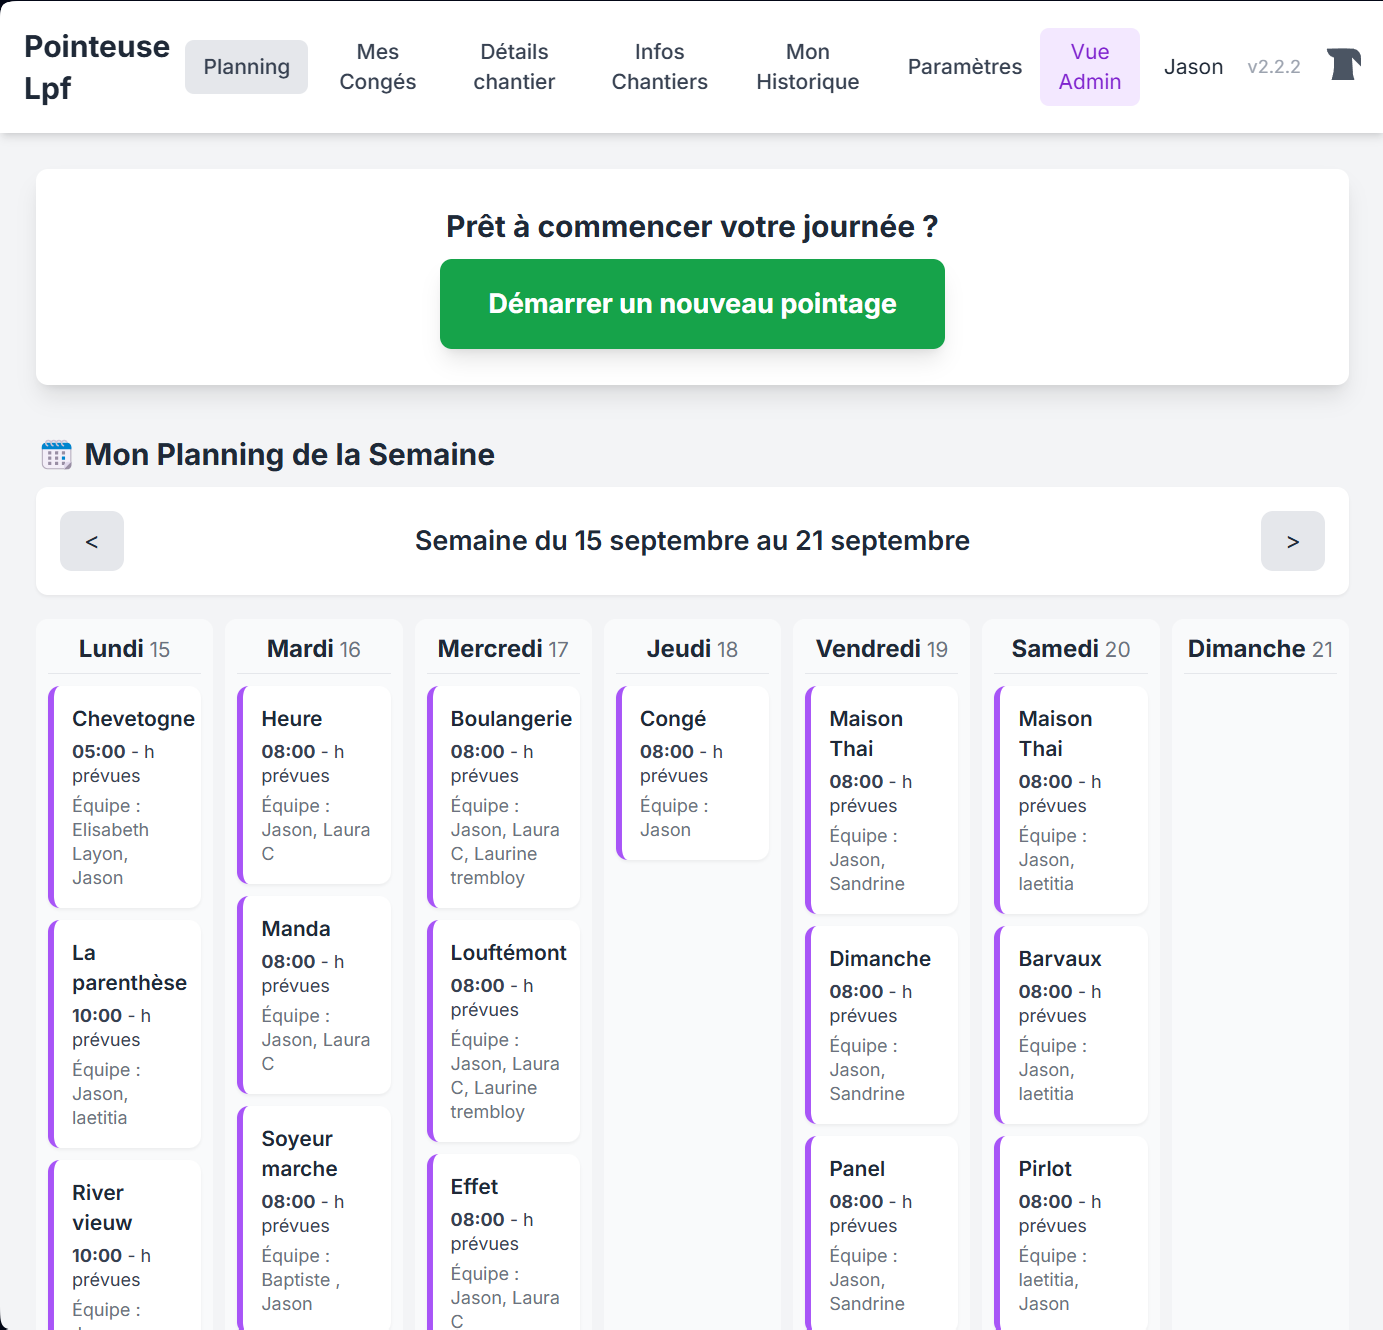 Pointeuse
Lpf
Planning
Mes
Congés
Détails
chantier
Infos
Chantiers
Mon
Historique
Paramètres
Vue
Admin
Jason
v2.2.2
Prêt à commencer votre journée ?
Démarrer un nouveau pointage
Mon Planning de la Semaine
<
Semaine du 15 septembre au 21 septembre
>
Lundi 15
Chevetogne
05:00 - h
prévues
Équipe :
Elisabeth
Layon,
Jason
La
parenthèse
10:00 - h
prévues
Équipe :
Jason,
laetitia
River
vieuw
10:00 - h
prévues
Équipe :
Mardi 16
Heure
08:00 - h
prévues
Équipe :
Jason, Laura
C
Manda
08:00 - h
prévues
Équipe :
Jason, Laura
C
Soyeur
marche
08:00 - h
prévues
Équipe :
Baptiste ,
Jason
Mercredi 17
Boulangerie
08:00 - h
prévues
Équipe :
Jason, Laura
C, Laurine
trembloy
Louftémont
08:00 - h
prévues
Équipe :
Jason, Laura
C, Laurine
trembloy
Effet
08:00 - h
prévues
Équipe :
Jason, Laura
C
Jeudi 18
Congé
08:00 - h
prévues
Équipe :
Jason
Vendredi 19
Maison
Thai
08:00 - h
prévues
Équipe :
Jason,
Sandrine
Dimanche
08:00 - h
prévues
Équipe :
Jason,
Sandrine
Panel
08:00 - h
prévues
Équipe :
Jason,
Sandrine
Samedi 20
Maison
Thai
08:00 - h
prévues
Équipe :
Jason,
laetitia
Barvaux
08:00 - h
prévues
Équipe :
Jason,
laetitia
Pirlot
08:00 - h
prévues
Équipe :
laetitia,
Jason
Dimanche 21